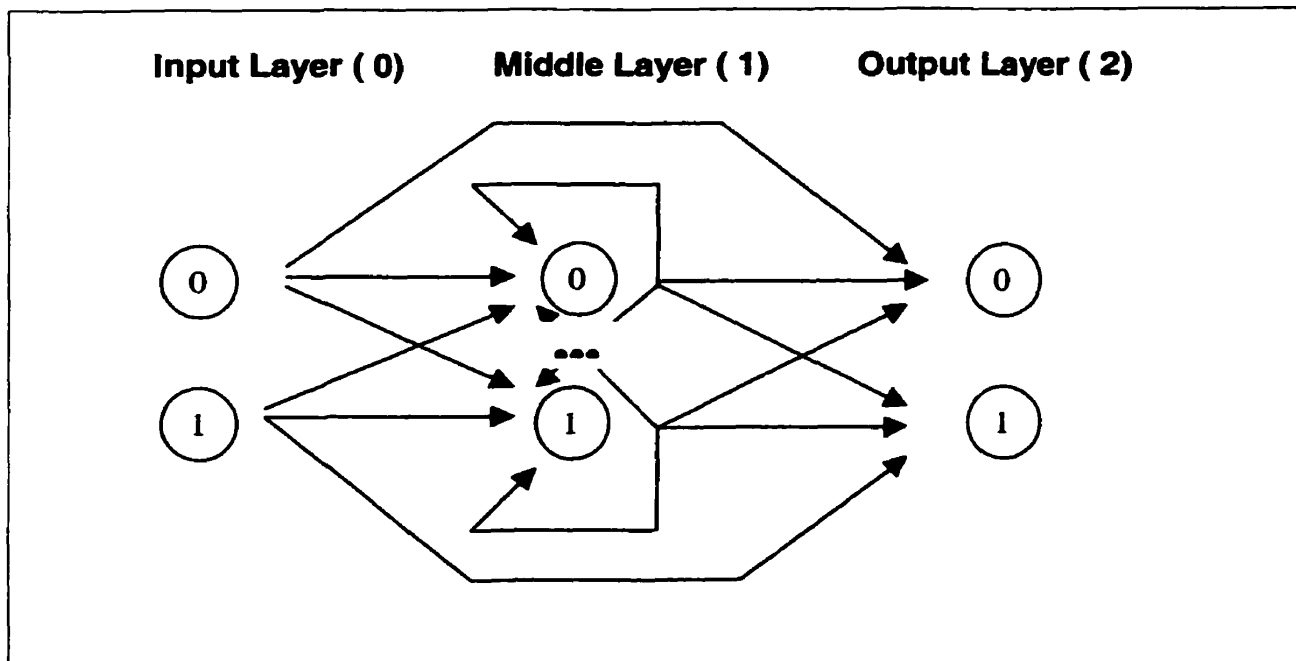 Input Layer ( 0) Middle Layer ( 1) Output Layer ( 2)
0 0 0
•••
1 1 1